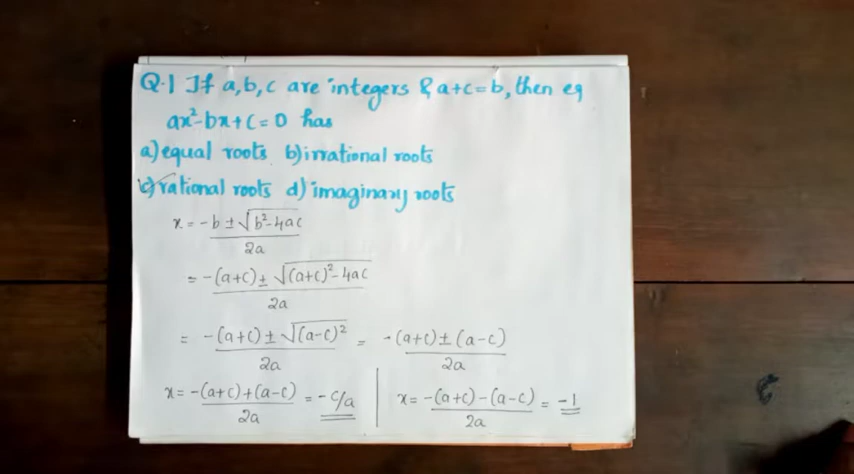 Q.1 If a,b,c are integers & a+c=b, then eq
ax²-bx+c=0 has
a) equal roots b) irrational roots
c) rational roots d) imaginary roots
x = -b ± √b²-4ac / 2a
= -(a+c) ± √(a+c)²-4ac / 2a
= -(a+c) ± √(a-c)² / 2a = -(a+c) ± (a-c) / 2a
x = -(a+c)+(a-c) / 2a = -c/a | x = -(a+c)-(a-c) / 2a = -1